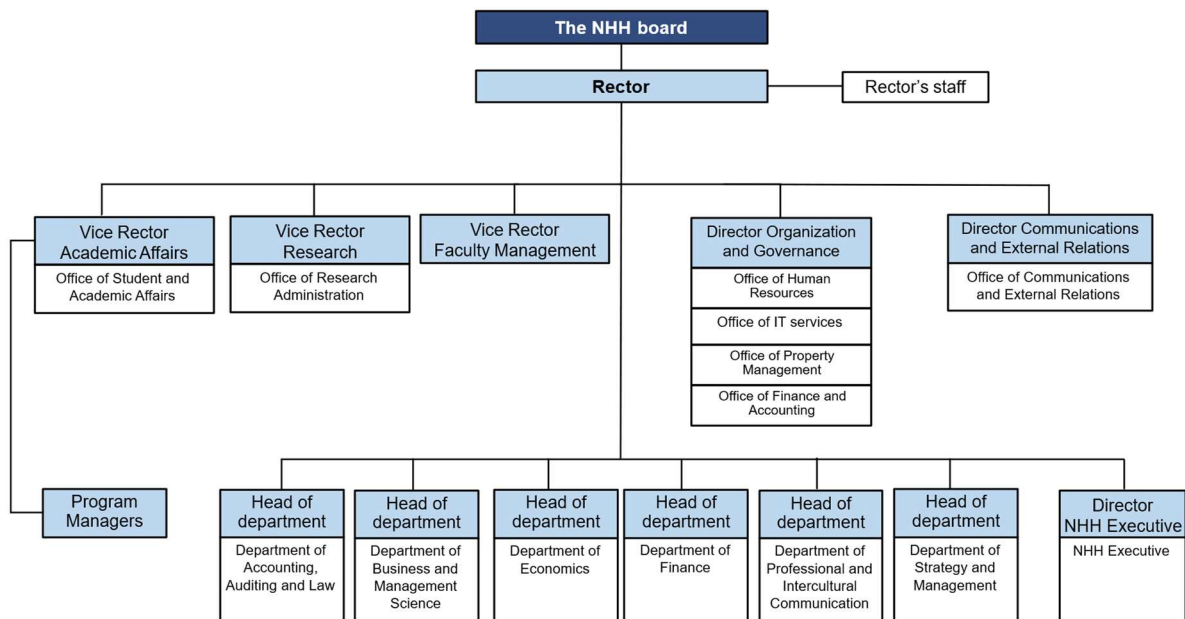 The NHH board
Rector
Rector's staff
Vice Rector
Academic Affairs
Office of Student and
Academic Affairs
Vice Rector
Research
Office of Research
Administration
Vice Rector
Faculty Management
Director Organization
and Governance
Office of Human
Resources
Office of IT services
Office of Property
Management
Office of Finance and
Accounting
Director Communications
and External Relations
Office of Communications
and External Relations
Program
Managers
Head of
department
Department of
Accounting,
Auditing and Law
Head of
department
Department of
Business and
Management
Science
Head of
department
Department of
Economics
Head of
department
Department of
Finance
Head of
department
Department of
Professional and
Intercultural
Communication
Head of
department
Department of
Strategy and
Management
Director
NHH Executive
NHH Executive